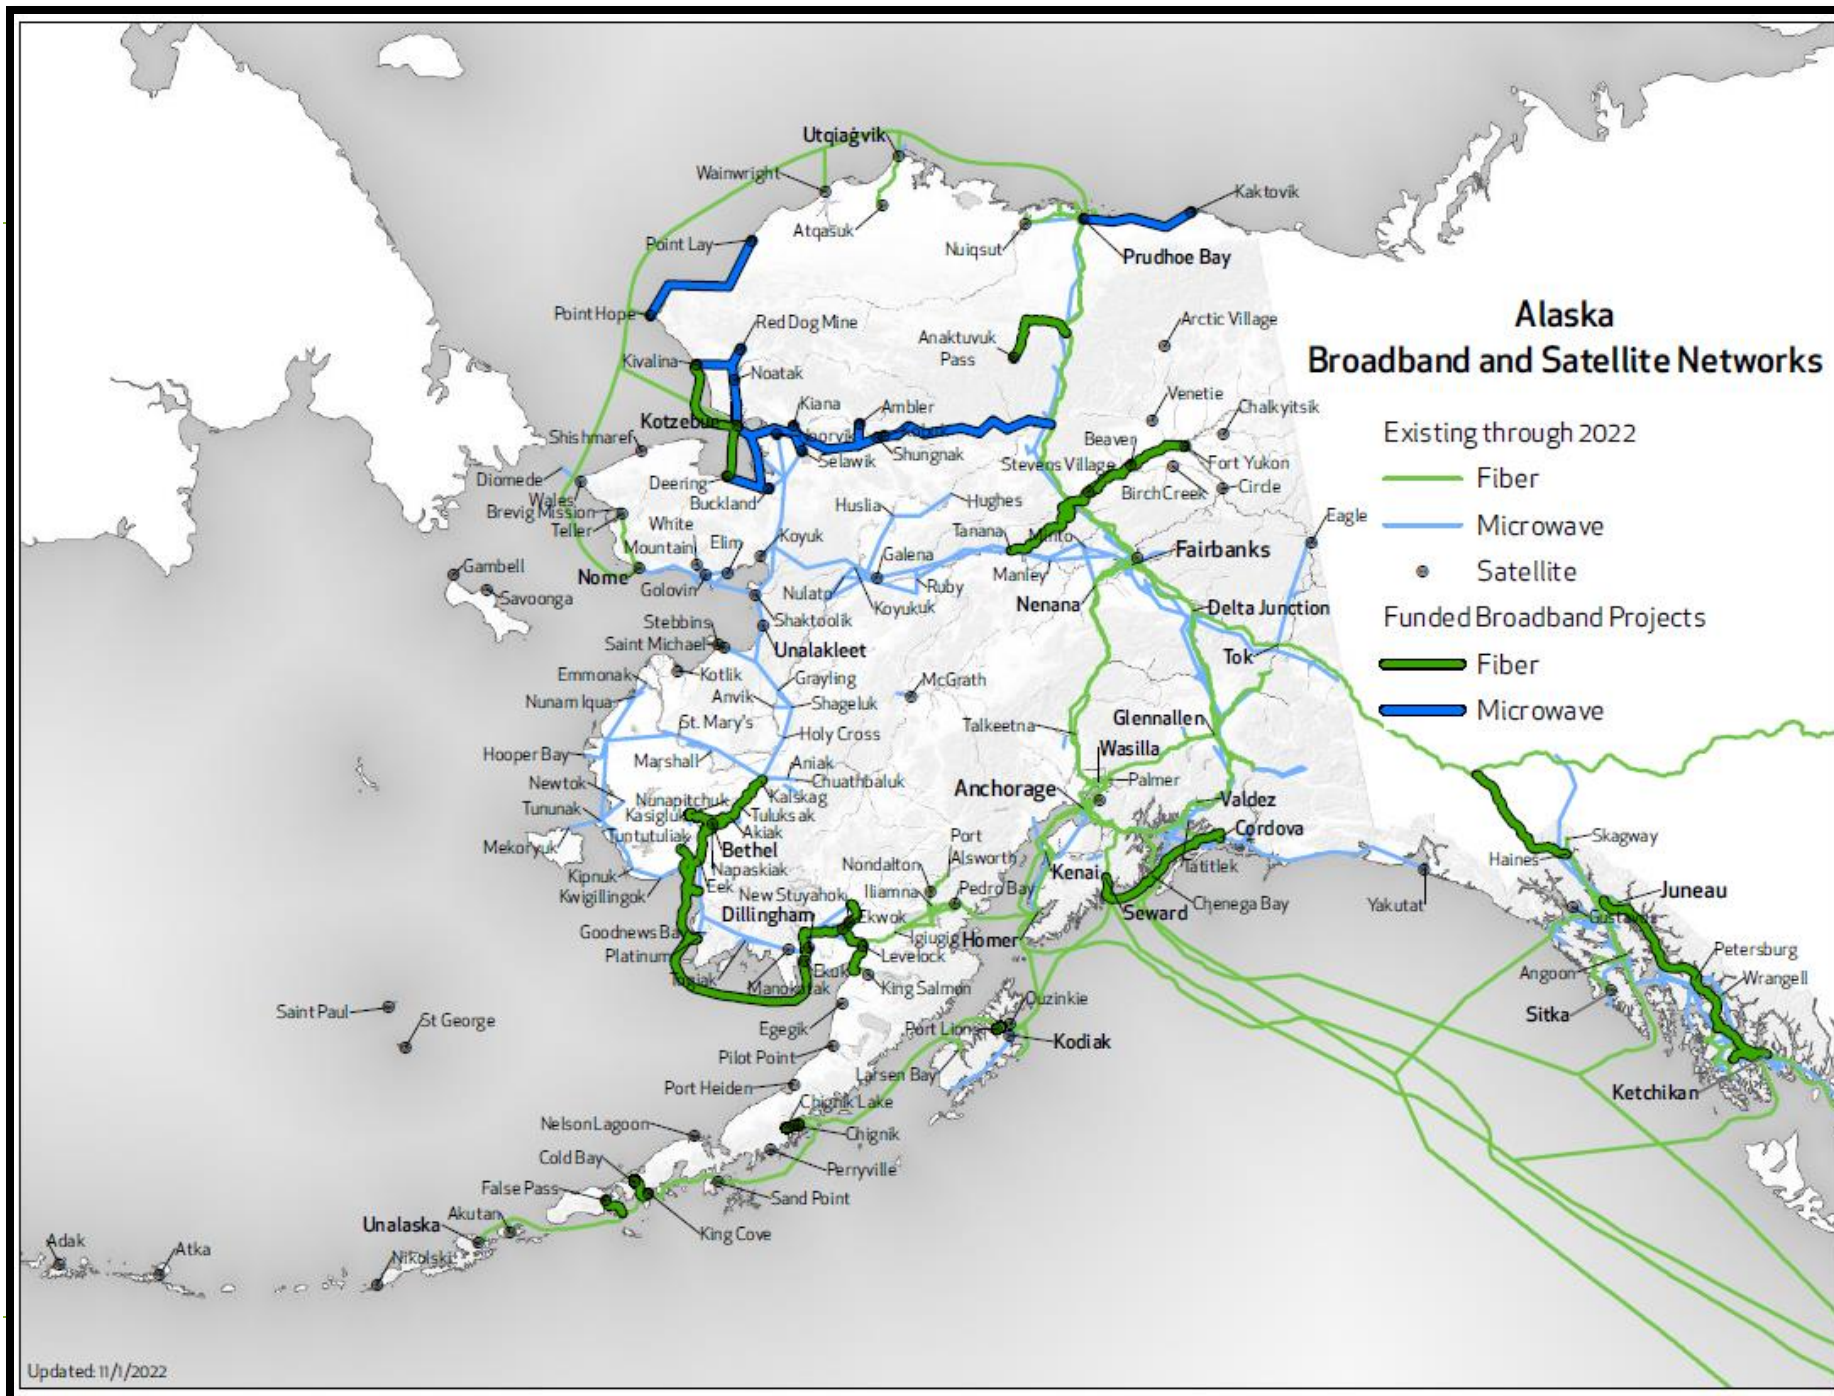 Utqiaġvik
Wainwright
Atqasuk
Kaktovik
Nuiqsut
Prudhoe Bay
Point Lay
Point Hope
Red Dog Mine
Kivalina
Noatak
Anaktuvuk
Pass
Arctic Village
Alaska
Broadband and Satellite Networks
Existing through 2022
Fiber
Microwave
Satellite
Funded Broadband Projects
Fiber
Microwave
Venetie
Chalkyitsik
Kiana
Ambler
Kotzebue
Selawik
Shungnak
Beaver
Stevens Village
Fort Yukon
Birch Creek
Circle
Shishmaref
Deering
Buckland
Diomede
Wales
Brevig Mission
Teller
White
Mountain
Elim
Koyuk
Huslia
Hughes
Tanana
Minto
Eagle
Fairbanks
Gambell
Savoonga
Nome
Golovin
Nulato
Galena
Koyukuk
Ruby
Manley
Nenana
Delta Junction
Shaktoolik
Stebbins
Saint Michael
Unalakleet
Tok
Emmonak
Kotlik
Nunam Iqua
Grayling
Anvik
Shageluk
McGrath
St. Mary's
Holy Cross
Talkeetna
Glennallen
Wasilla
Hooper Bay
Marshall
Aniak
Chuathbaluk
Palmer
Newtok
Nunapitchuk
Kalskag
Anchorage
Valdez
Tununak
Kasigluk
Tuluksak
Tuntutuliak
Akiak
Cordova
Mekoryuk
Bethel
Port
Alsworth
Tatitlek
Kipnuk
Napaskiak
Nondalton
Kenai
Kwigillingok
Eek
New Stuyahok
Iliamna
Pedro Bay
Seward
Chenega Bay
Yakutat
Skagway
Haines
Juneau
Gustavus
Dillingham
Ekwok
Goodnews Bay
Igiugig
Homer
Platinum
Levelock
Togiak
Manokotak
Ekuk
King Salmon
Petersburg
Angoon
Wrangell
Sitka
Saint Paul
St George
Egegik
Ouzinkie
Port Lions
Kodiak
Pilot Point
Larsen Bay
Port Heiden
Ketchikan
Chignik Lake
Nelson Lagoon
Chignik
Cold Bay
Perryville
False Pass
Sand Point
Akutan
Unalaska
King Cove
Adak
Atka
Nikolski
Updated: 11/1/2022